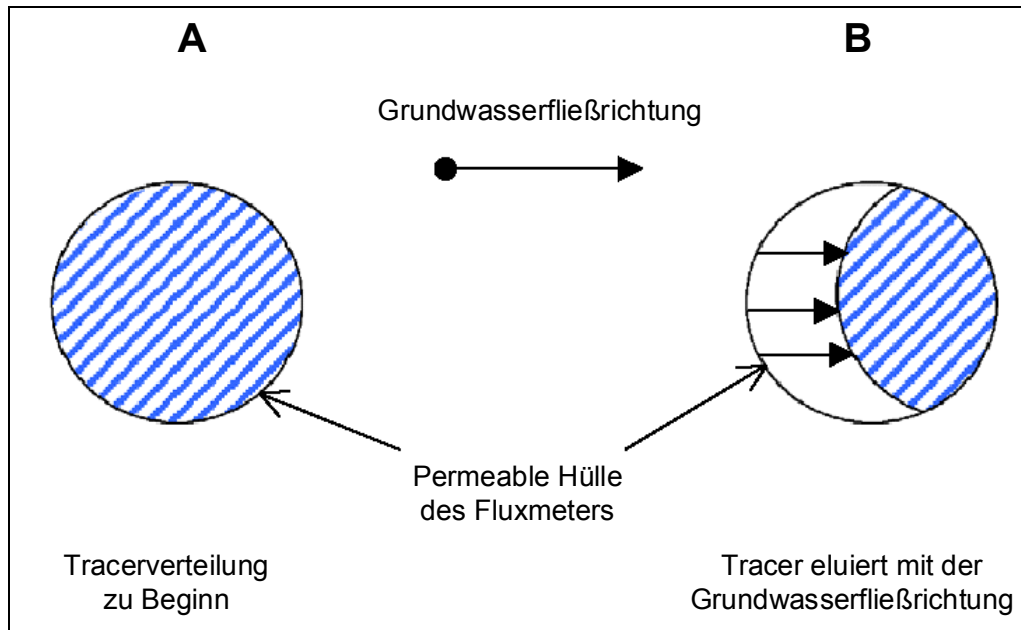 A
B
Grundwasserfließrichtung
Permeable Hülle
des Fluxmeters
Tracerverteilung
zu Beginn
Tracer eluiert mit der
Grundwasserfließrichtung